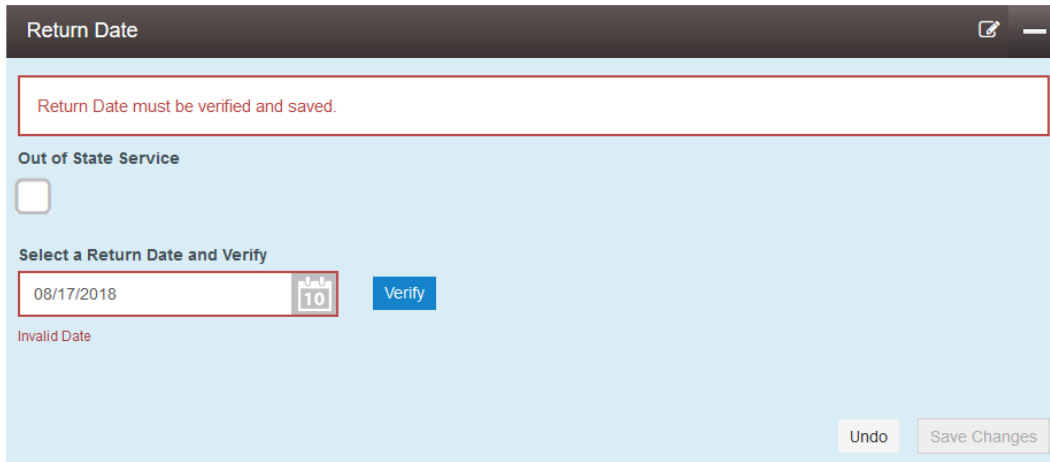 Return Date
Return Date must be verified and saved.
Out of State Service
Select a Return Date and Verify
08/17/2018
10
Verify
Invalid Date
Undo
Save Changes